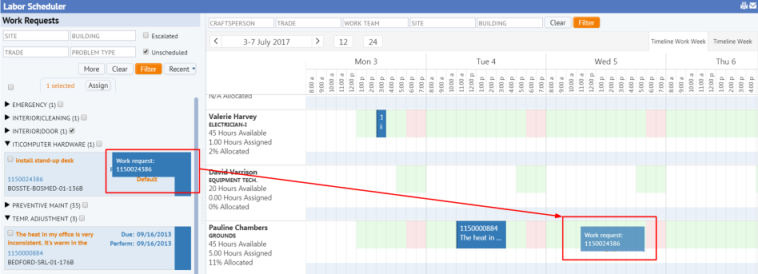 Labor Scheduler
Work Requests
Escalated
SITE
BUILDING
TRADE
PROBLEM TYPE
Unscheduled
More
Clear
Filter
Recent
1 selected
Assign
EMERGENCY (1)
INTERIOR|CLEANING (1)
INTERIOR|DOOR (1)
IT|COMPUTER HARDWARE (1)
Install stand-up desk
Work request:
1150024386
1150024386
Default
BOSSTE-BOSMED-01-136B
PREVENTIVE MAINT (35)
TEMP. ADJUSTMENT (3)
The heat in my office is very
inconsistent. It's warm in the
Due: 09/16/2013
Perform: 09/16/2013
1150000884
BEDFORD-SRL-01-176B
CRAFTSPERSON
TRADE
WORK TEAM
SITE
BUILDING
Clear
Filter
3-7 July 2017
12
24
Timeline Work Week
Timeline Week
Mon 3
Tue 4
Wed 5
Thu 6
N/A Allocated
Valerie Harvey
ELECTRICIAN-I
45 Hours Available
1.00 Hours Assigned
2% Allocated
David Varrison
EQUIPMENT TECH.
20 Hours Available
0.00 Hours Assigned
0% Allocated
Pauline Chambers
GROUNDS
45 Hours Available
5.00 Hours Assigned
11% Allocated
1150000884
The heat in ...
Work request:
1150024386